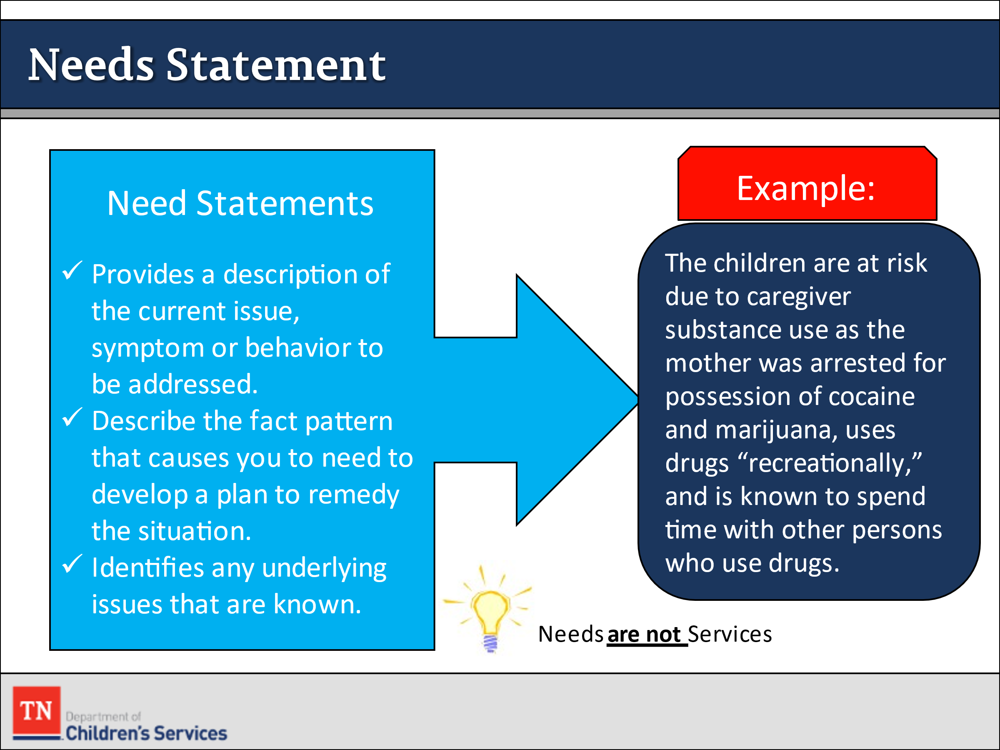 Needs Statement
Need Statements
✓ Provides a description of
the current issue,
symptom or behavior to
be addressed.
✓ Describe the fact pattern
that causes you to need to
develop a plan to remedy
the situation.
✓ Identifies any underlying
issues that are known.
Example:
The children are at risk
due to caregiver
substance use as the
mother was arrested for
possession of cocaine
and marijuana, uses
drugs “recreationally,”
and is known to spend
time with other persons
who use drugs.
Needs are not Services
TN
Department of
Children’s Services